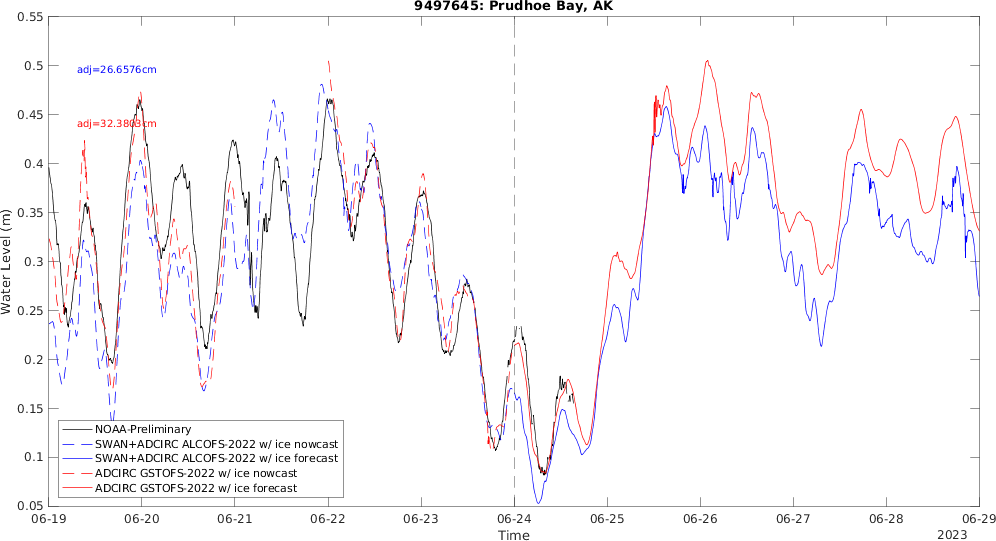 9497645: Prudhoe Bay, AK
0.55
0.5
0.45
0.4
0.35
0.3
0.25
0.2
0.15
0.1
0.05
Water Level (m)
adj=26.6576cm
adj=32.3803cm
NOAA-Preliminary
SWAN+ADCIRC ALCOFS-2022 w/ ice nowcast
SWAN+ADCIRC ALCOFS-2022 w/ ice forecast
ADCIRC GSTOFS-2022 w/ ice nowcast
ADCIRC GSTOFS-2022 w/ ice forecast
06-19 06-20 06-21 06-22 06-23 06-24 06-25 06-26 06-27 06-28 06-29
Time
2023